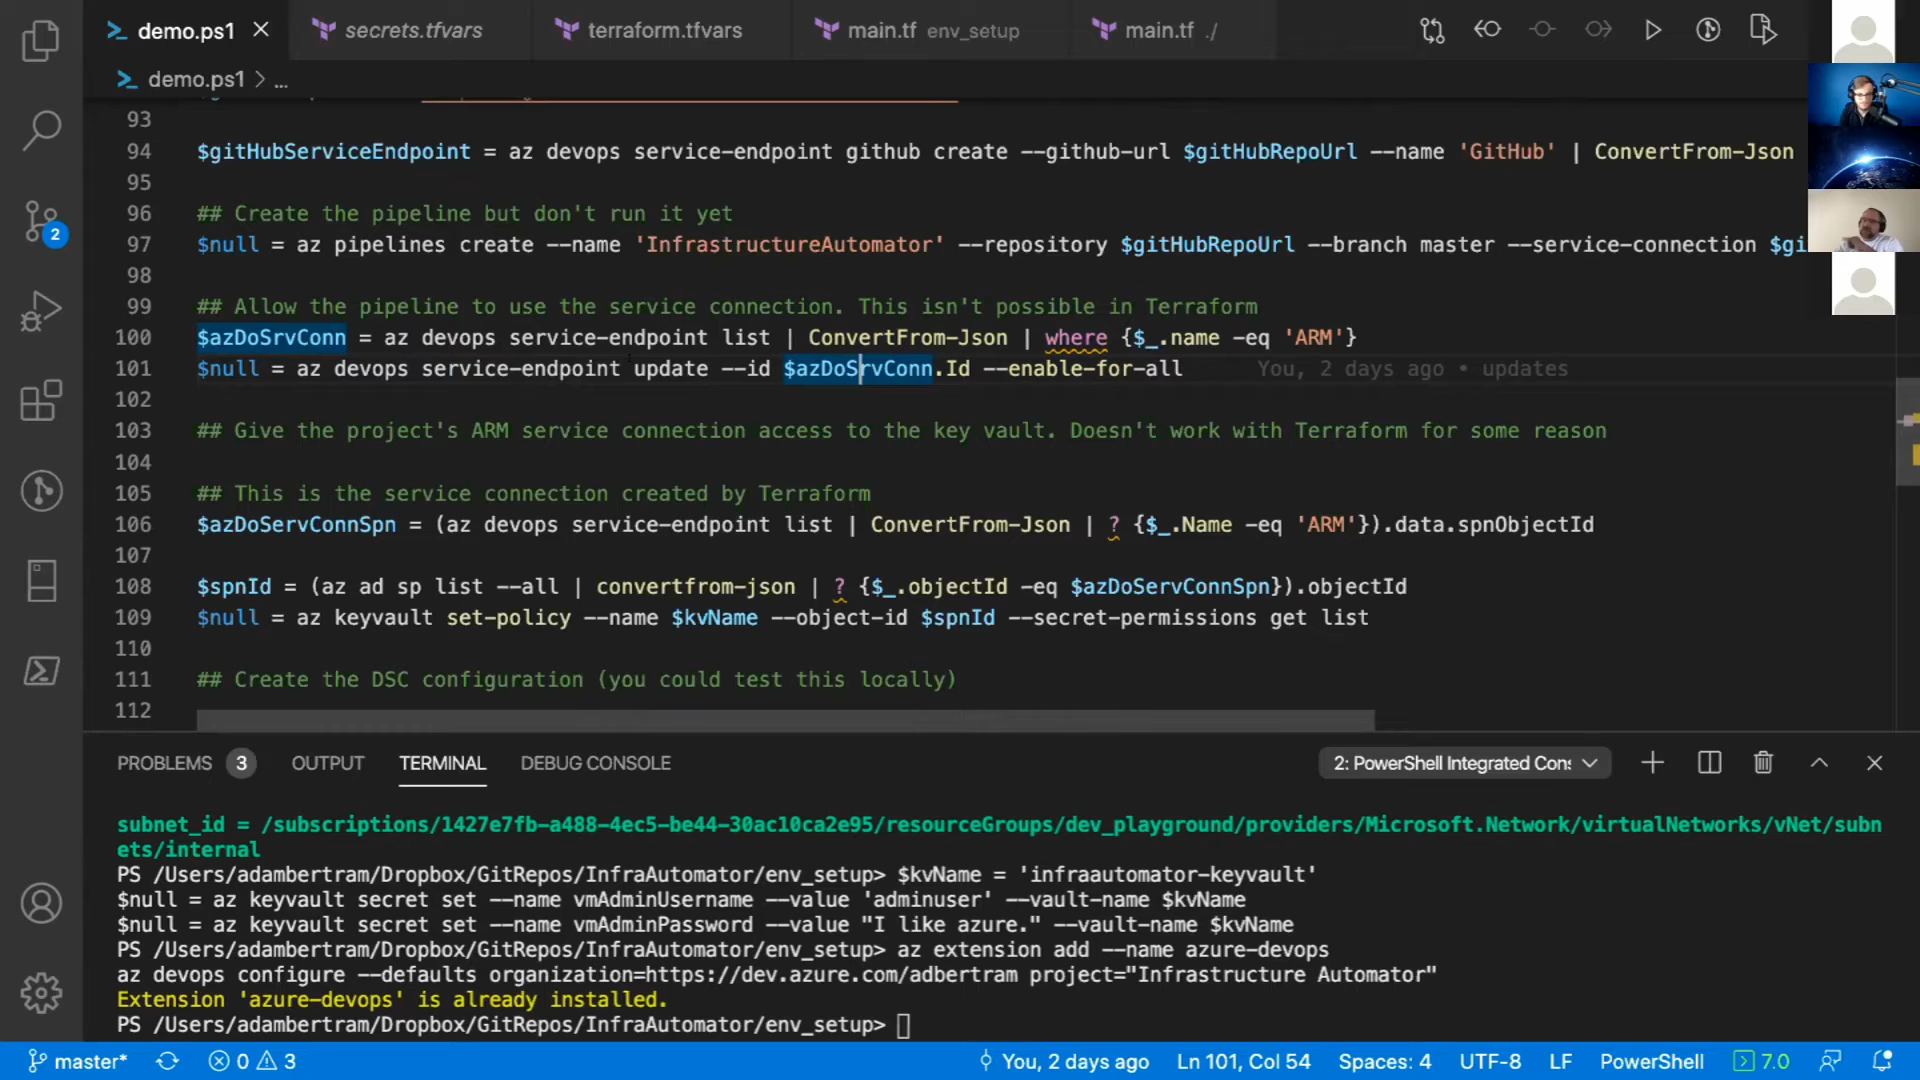 demo.ps1
secrets.tfvars
terraform.tfvars
main.tf env_setup
main.tf ./
demo.ps1 > ...
93
94 $gitHubServiceEndpoint = az devops service-endpoint github create --github-url $gitHubRepoUrl --name 'GitHub' | ConvertFrom-Json
95
96 ## Create the pipeline but don't run it yet
97 $null = az pipelines create --name 'InfrastructureAutomator' --repository $gitHubRepoUrl --branch master --service-connection $gi
98
99 ## Allow the pipeline to use the service connection. This isn't possible in Terraform
100 $azDoSrvConn = az devops service-endpoint list | ConvertFrom-Json | where {$_.name -eq 'ARM'}
101 $null = az devops service-endpoint update --id $azDoSrvConn.Id --enable-for-all You, 2 days ago • updates
102
103 ## Give the project's ARM service connection access to the key vault. Doesn't work with Terraform for some reason
104
105 ## This is the service connection created by Terraform
106 $azDoServConnSpn = (az devops service-endpoint list | ConvertFrom-Json | ? {$_.Name -eq 'ARM'}).data.spnObjectId
107
108 $spnId = (az ad sp list --all | convertfrom-json | ? {$_.objectId -eq $azDoServConnSpn}).objectId
109 $null = az keyvault set-policy --name $kvName --object-id $spnId --secret-permissions get list
110
111 ## Create the DSC configuration (you could test this locally)
112
2
PROBLEMS 3 OUTPUT TERMINAL DEBUG CONSOLE 2: PowerShell Integrated Con
subnet_id = /subscriptions/1427e7fb-a488-4ec5-be44-30ac10ca2e95/resourceGroups/dev_playground/providers/Microsoft.Network/virtualNetworks/vNet/subn
ets/internal
PS /Users/adambertram/Dropbox/GitRepos/InfraAutomator/env_setup> $kvName = 'infraautomator-keyvault'
$null = az keyvault secret set --name vmAdminUsername --value 'adminuser' --vault-name $kvName
$null = az keyvault secret set --name vmAdminPassword --value "I like azure." --vault-name $kvName
PS /Users/adambertram/Dropbox/GitRepos/InfraAutomator/env_setup> az extension add --name azure-devops
az devops configure --defaults organization=https://dev.azure.com/adbertram project="Infrastructure Automator"
Extension 'azure-devops' is already installed.
PS /Users/adambertram/Dropbox/GitRepos/InfraAutomator/env_setup>
master* 0 3 You, 2 days ago Ln 101, Col 54 Spaces: 4 UTF-8 LF PowerShell 7.0